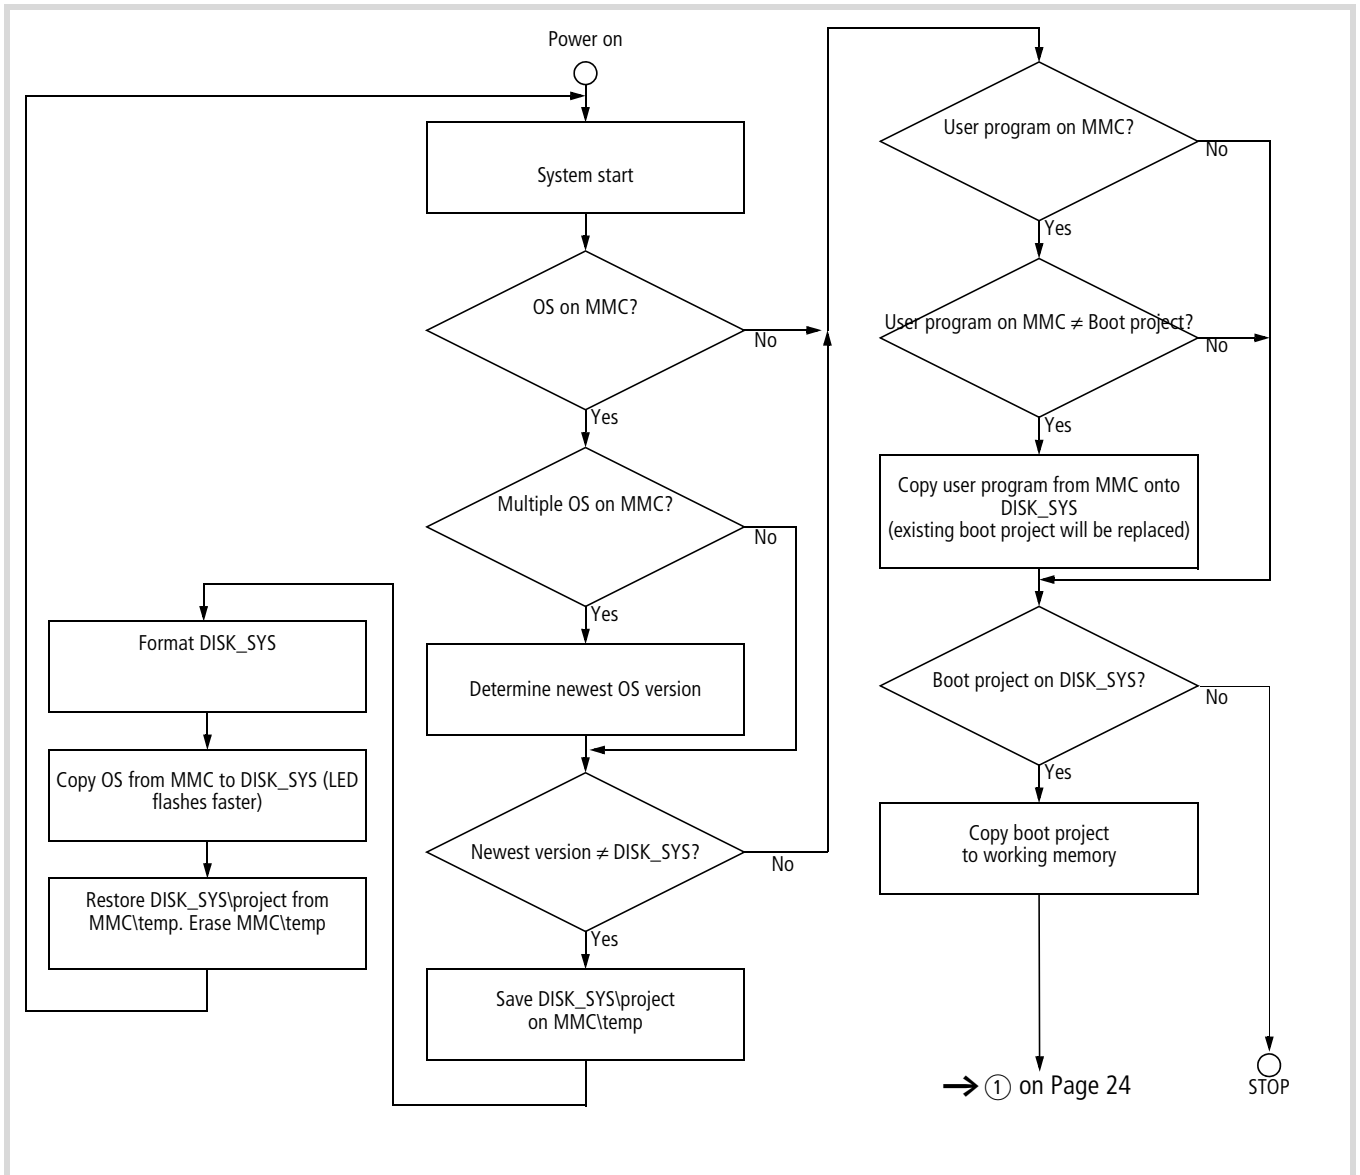 Power on
System start
OS on MMC?
No
Yes
Multiple OS on MMC?
No
Yes
Determine newest OS version
Newest version ≠ DISK_SYS?
No
Yes
Save DISK_SYS\project
on MMC\temp
Format DISK_SYS
Copy OS from MMC to DISK_SYS (LED
flashes faster)
Restore DISK_SYS\project from
MMC\temp. Erase MMC\temp
User program on MMC?
No
Yes
User program on MMC ≠ Boot project?
No
Yes
Copy user program from MMC onto
DISK_SYS
(existing boot project will be replaced)
Boot project on DISK_SYS?
No
Yes
Copy boot project
to working memory
→ ① on Page 24
STOP